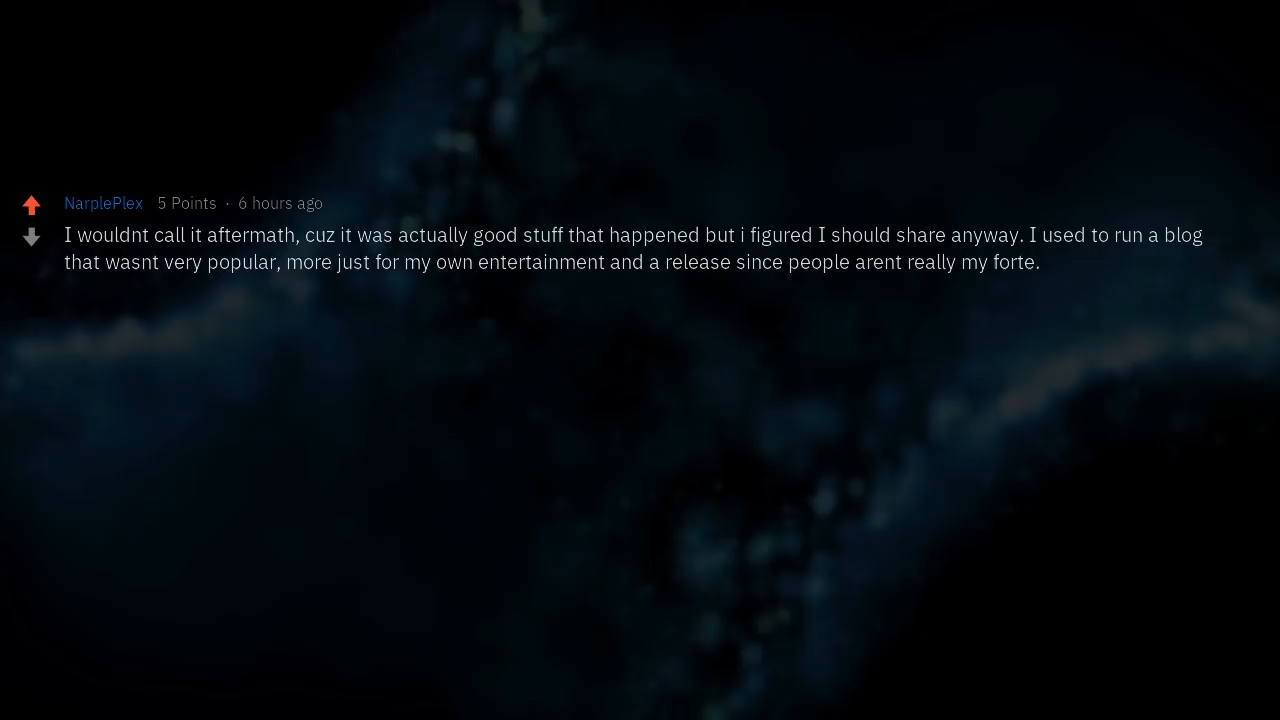 NarplePlex 5 Points · 6 hours ago
I wouldnt call it aftermath, cuz it was actually good stuff that happened but i figured I should share anyway. I used to run a blog
that wasnt very popular, more just for my own entertainment and a release since people arent really my forte.